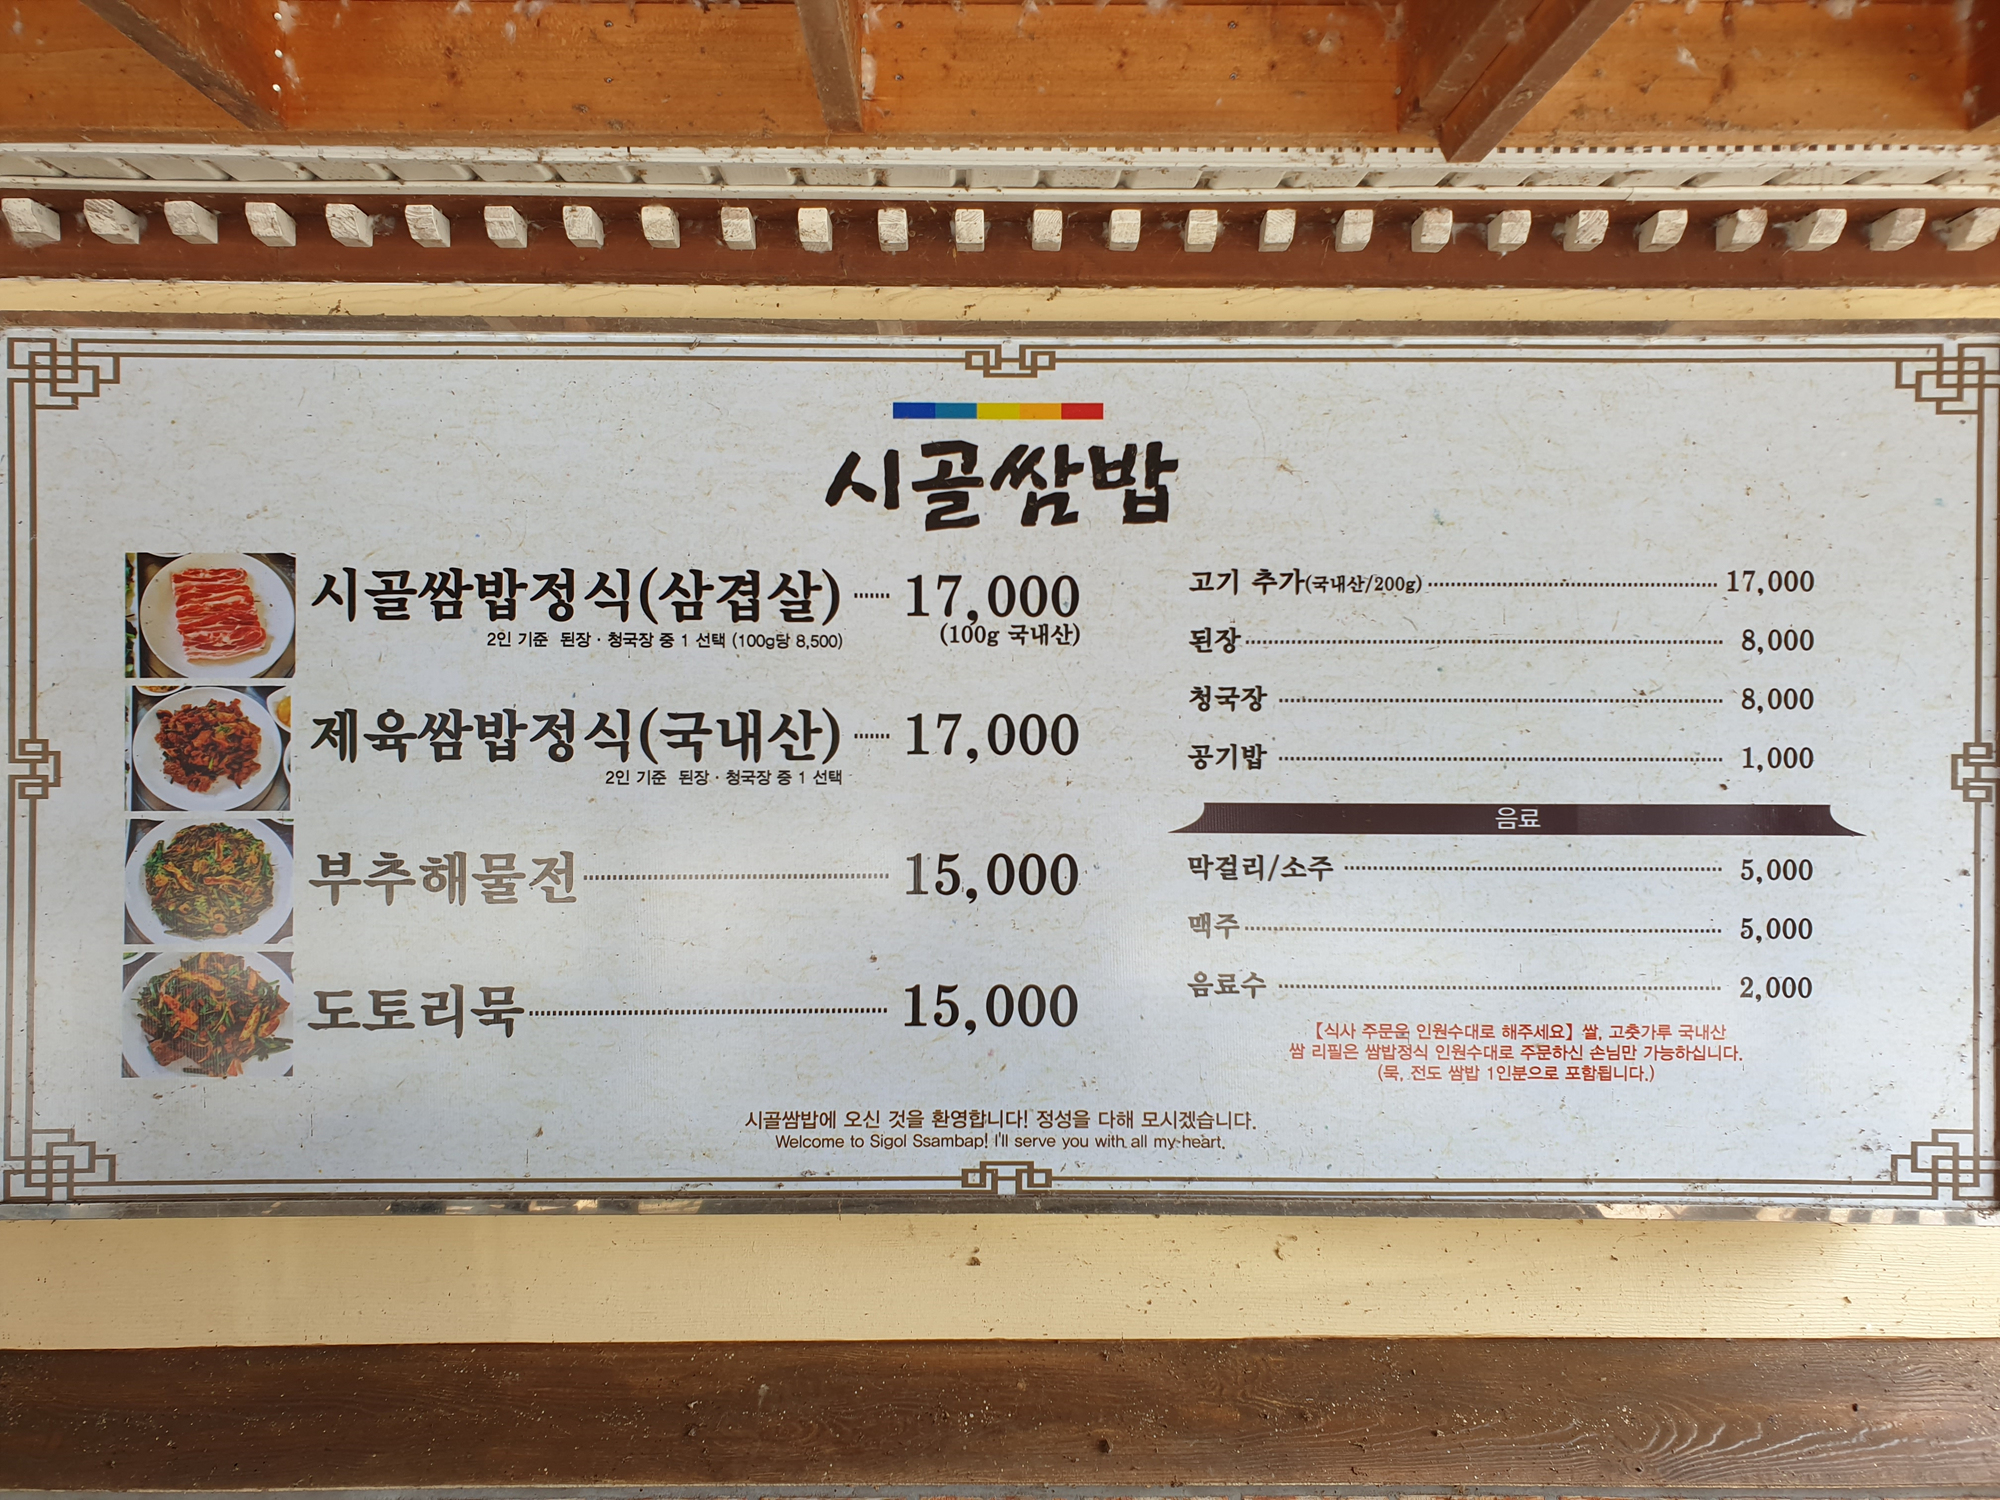 시골쌈밥
시골쌈밥정식(삼겹살) 17,000
2인 기준 된장 · 청국장 중 1 선택 (100g당 8,500)
(100g 국내산)
제육쌈밥정식(국내산) 17,000
2인 기준 된장 · 청국장 중 1 선택
부추해물전 15,000
도토리묵 15,000
고기 추가(국내산/200g) 17,000
된장 8,000
청국장 8,000
공기밥 1,000
음료
막걸리/소주 5,000
맥주 5,000
음료수 2,000
【식사 주문은 인원수대로 해주세요】 쌀, 고춧가루 국내산
쌈 리필은 쌈밥정식 인원수대로 주문하신 손님만 가능하십니다.
(묵, 전도 쌈밥 1인분으로 포함됩니다.)
시골쌈밥에 오신 것을 환영합니다! 정성을 다해 모시겠습니다.
Welcome to Sigol Ssambap! I'll serve you with all my heart.